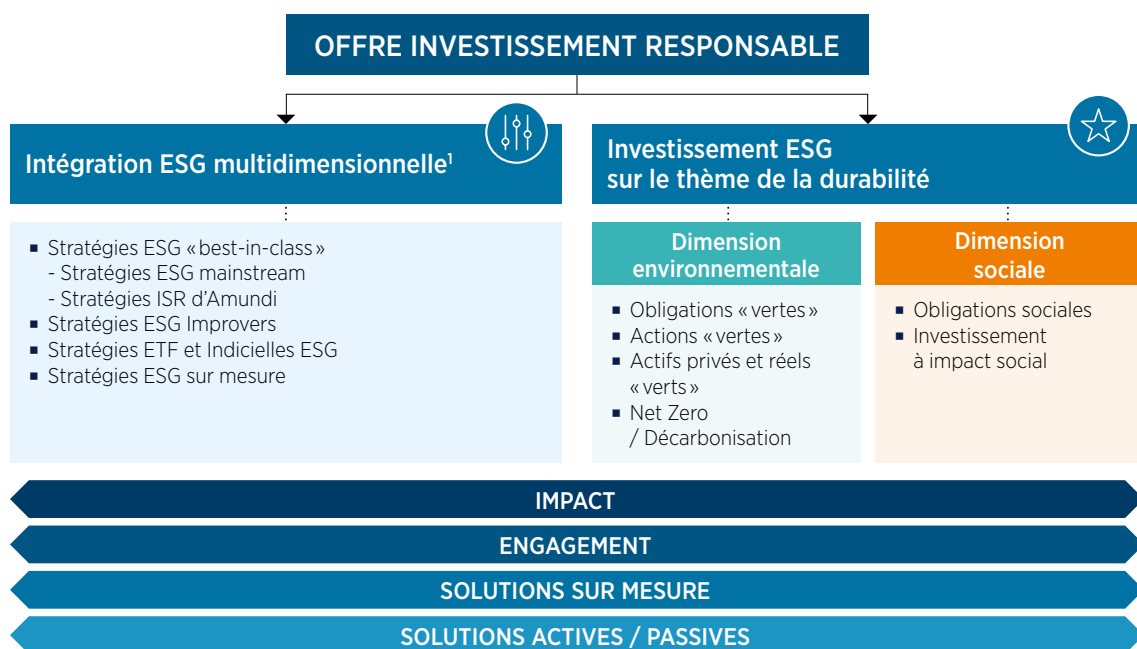 OFFRE INVESTISSEMENT RESPONSABLE
Intégration ESG multidimensionnelle¹
Investissement ESG
sur le thème de la durabilité
■ Stratégies ESG « best-in-class »
- Stratégies ESG mainstream
- Stratégies ISR d’Amundi
■ Stratégies ESG Improvers
■ Stratégies ETF et Indicielles ESG
■ Stratégies ESG sur mesure
Dimension
environnementale
■ Obligations « vertes »
■ Actions « vertes »
■ Actifs privés et réels
« verts »
■ Net Zero
/ Décarbonisation
Dimension
sociale
■ Obligations sociales
■ Investissement
à impact social
IMPACT
ENGAGEMENT
SOLUTIONS SUR MESURE
SOLUTIONS ACTIVES / PASSIVES